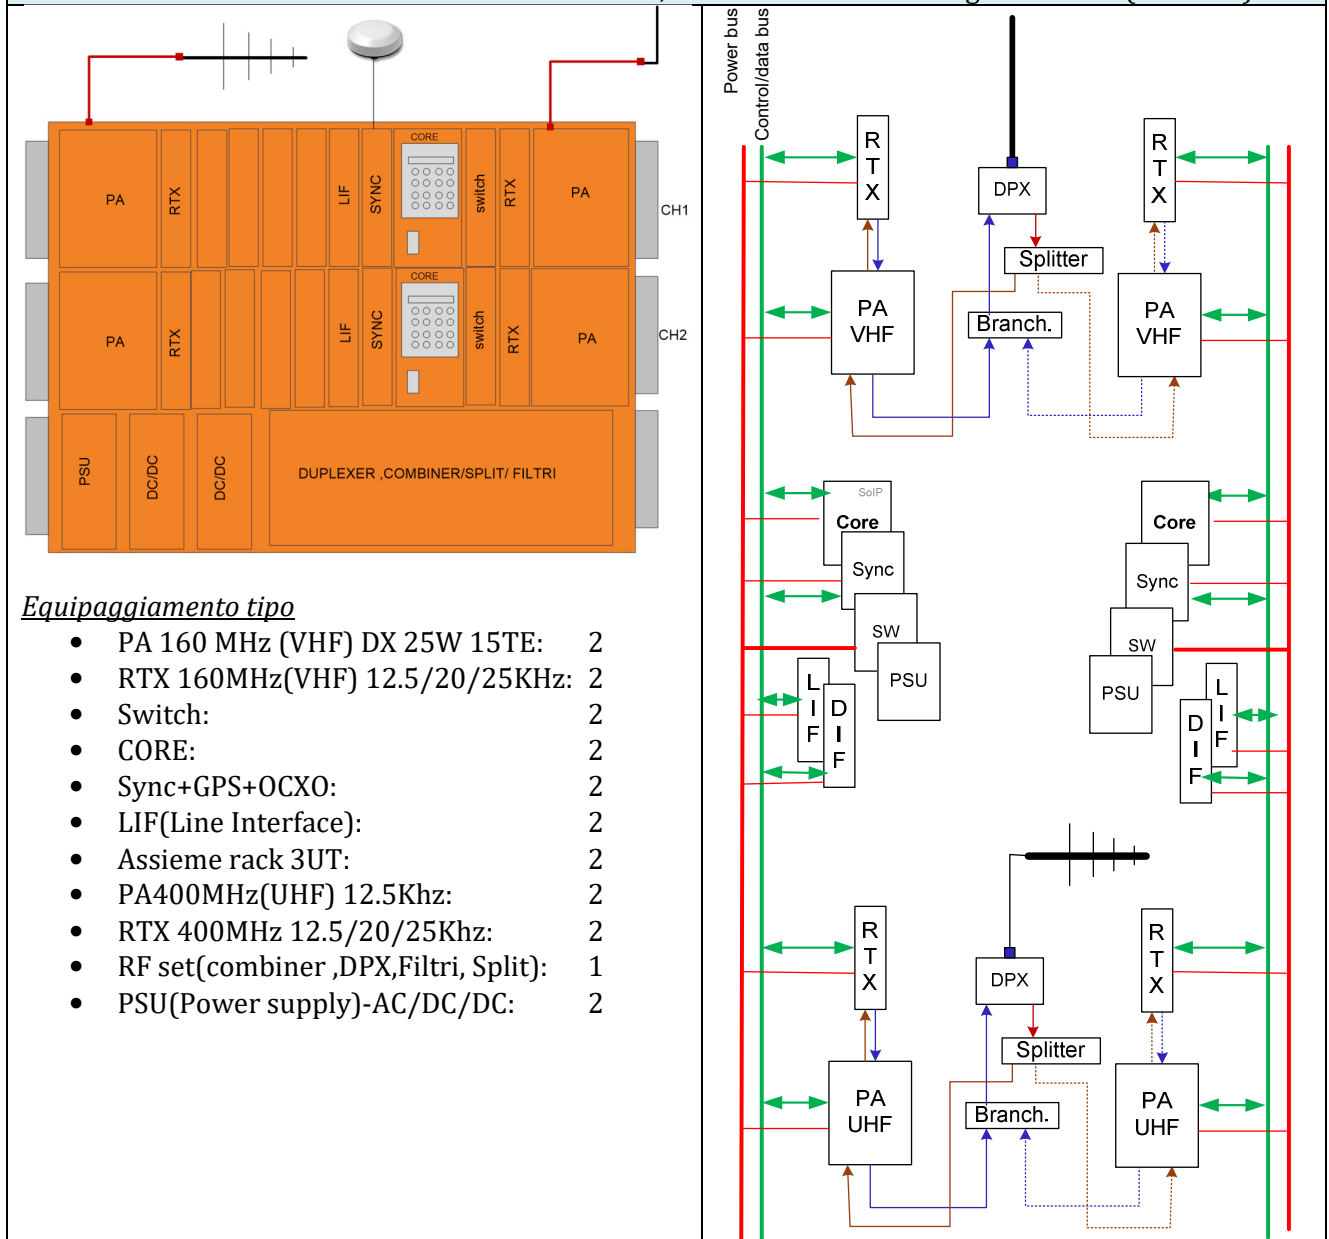 PA
RTX
LIF
SYNC
CORE
switch
RTX
PA
CH1
PA
RTX
LIF
SYNC
CORE
switch
RTX
PA
CH2
PSU
DC/DC
DC/DC
DUPLEXER ,COMBINER/SPLIT/ FILTRI
Equipaggiamento tipo
• PA 160 MHz (VHF) DX 25W 15TE: 2
• RTX 160MHz(VHF) 12.5/20/25KHz: 2
• Switch: 2
• CORE: 2
• Sync+GPS+OCXO: 2
• LIF(Line Interface): 2
• Assieme rack 3UT: 2
• PA400MHz(UHF) 12.5Khz: 2
• RTX 400MHz 12.5/20/25Khz: 2
• RF set(combiner ,DPX,Filtri, Split): 1
• PSU(Power supply)-AC/DC/DC: 2
Power bus
Control/data bus
RTX
DPX
RTX
Splitter
PA
VHF
Branch.
PA
VHF
SoIP
Core
Sync
SW
PSU
LIF
DIF
Core
Sync
SW
PSU
LIF
DIF
RTX
DPX
RTX
Splitter
PA
UHF
Branch.
PA
UHF